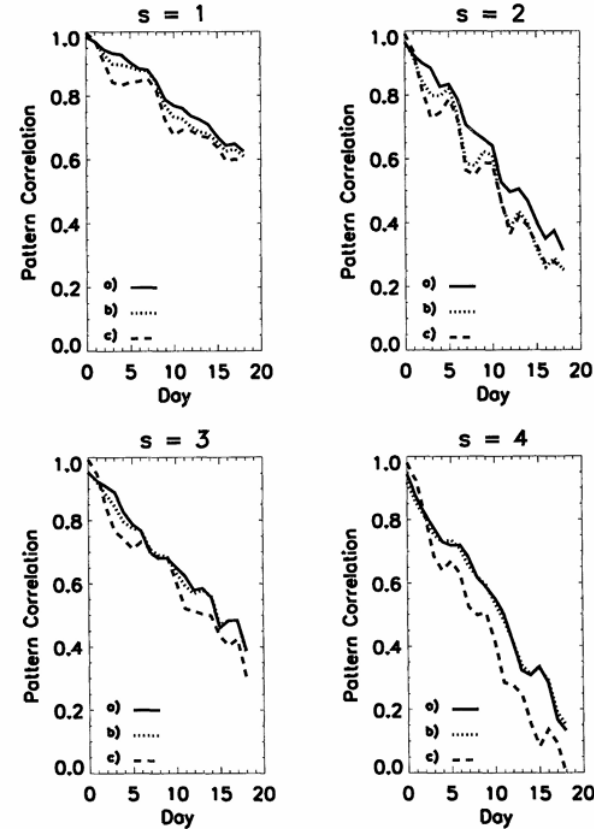 s = 1
Pattern Correlation
1.0
0.8
0.6
0.4
0.2
0.0
a)
b)
c)
0 5 10 15 20
Day
s = 2
Pattern Correlation
1.0
0.8
0.6
0.4
0.2
0.0
a)
b)
c)
0 5 10 15 20
Day
s = 3
Pattern Correlation
1.0
0.8
0.6
0.4
0.2
0.0
a)
b)
c)
0 5 10 15 20
Day
s = 4
Pattern Correlation
1.0
0.8
0.6
0.4
0.2
0.0
a)
b)
c)
0 5 10 15 20
Day